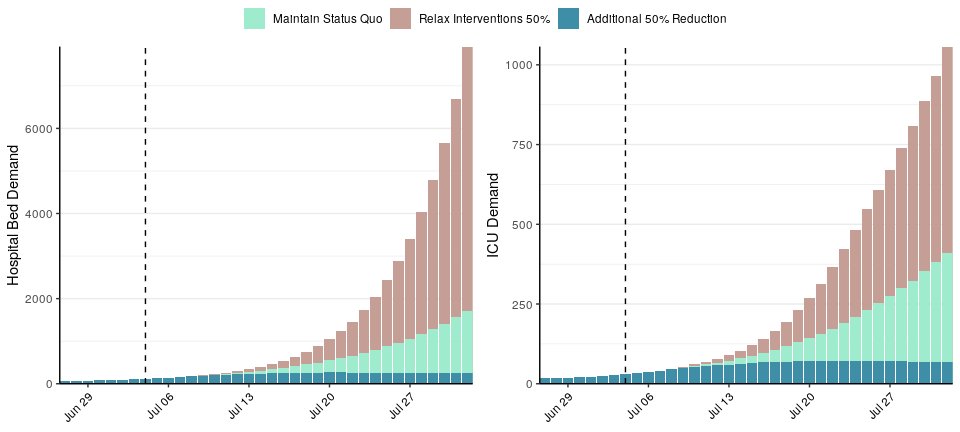 Maintain Status Quo
Relax Interventions 50%
Additional 50% Reduction
Hospital Bed Demand
6000
4000
2000
0
Jun 29
Jul 06
Jul 13
Jul 20
Jul 27
ICU Demand
1000
750
500
250
0
Jun 29
Jul 06
Jul 13
Jul 20
Jul 27